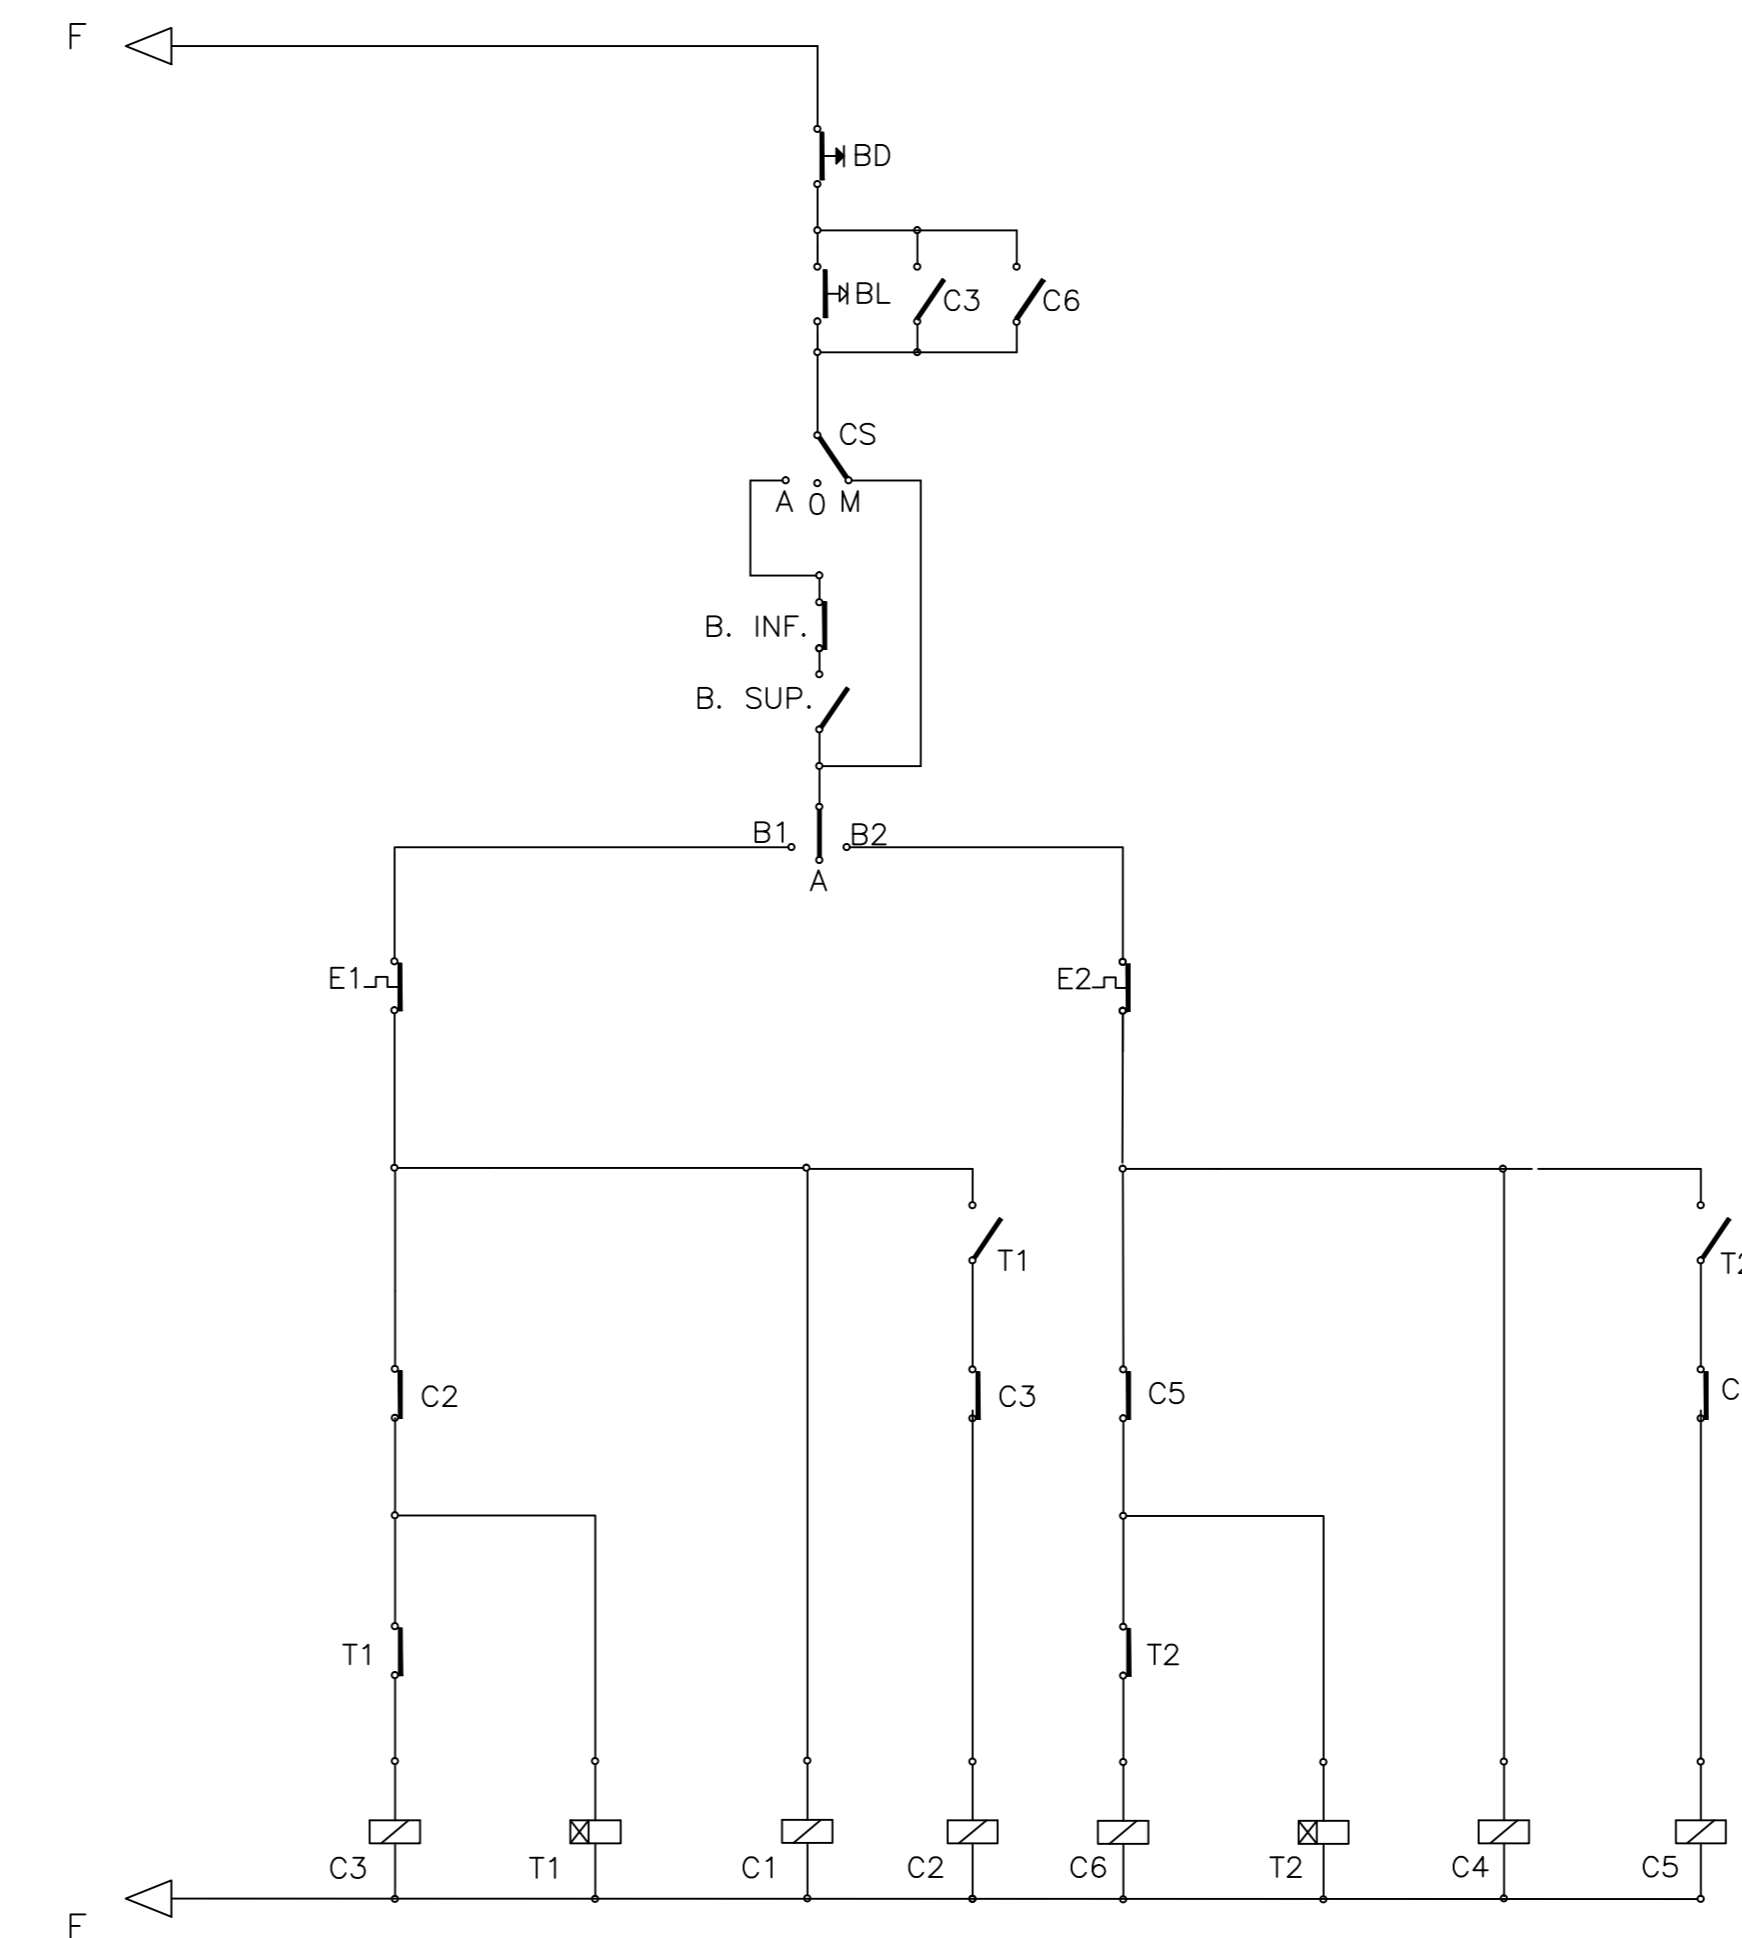 F
BD
BL C3 C6
CS
A 0 M
B. INF.
B. SUP.
B1 B2
A
E1 E2
T1
C2 C3 C5
T1 T2
C3 T1 C1 C2 C6 T2 C4 C5
F